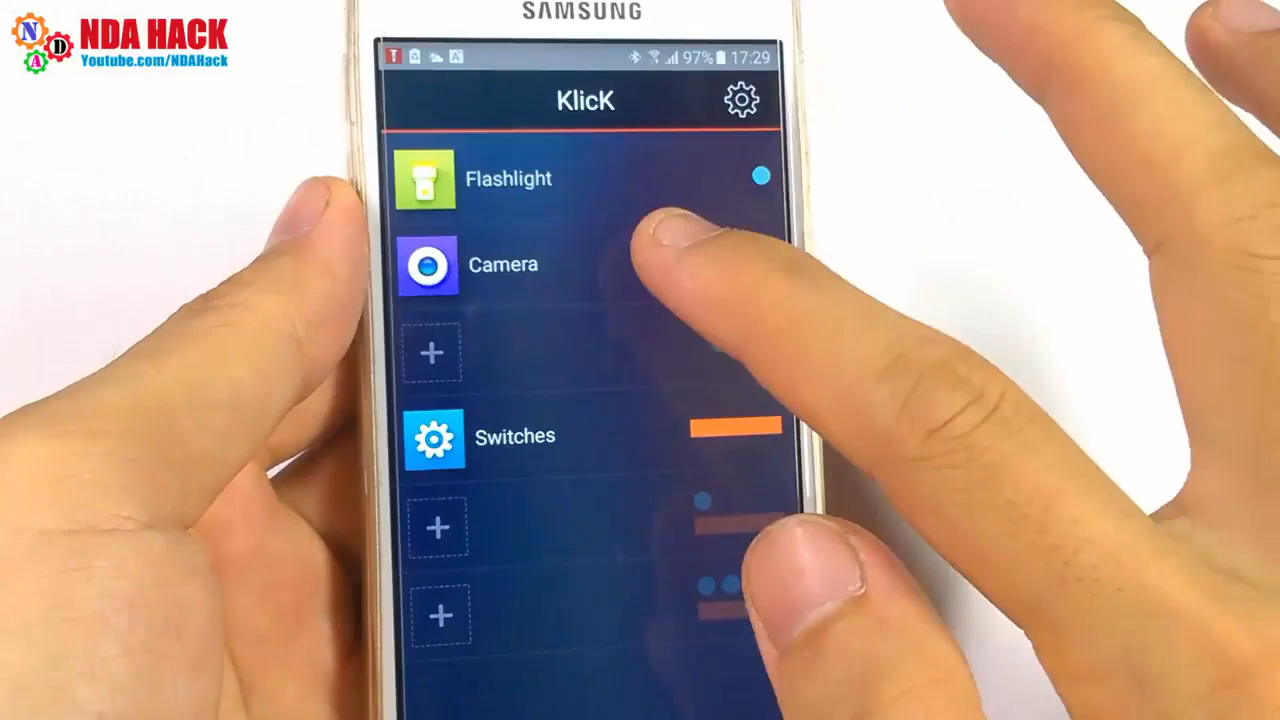 SAMSUNG
N D A
NDA HACK
Youtube.com/NDAHack
97% 17:29
KlicK
Flashlight
Camera
Switches